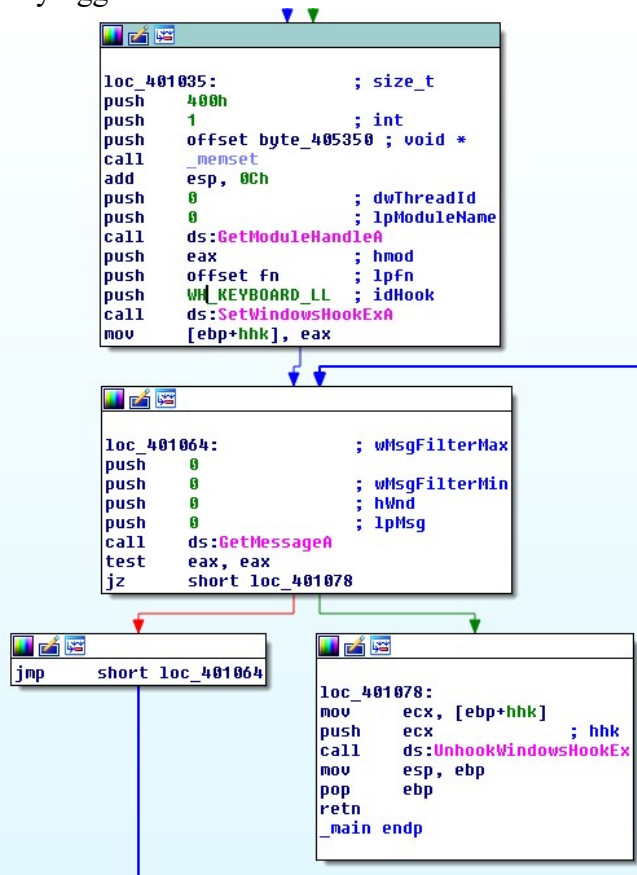 loc_401035: ; size_t
push 400h
push 1 ; int
push offset byte_405350 ; void *
call _memset
add esp, 0Ch
push 0 ; dwThreadId
push 0 ; lpModuleName
call ds:GetModuleHandleA
push eax ; hmod
push offset fn ; lpfn
push WH_KEYBOARD_LL ; idHook
call ds:SetWindowsHookExA
mov [ebp+hhk], eax
loc_401064: ; wMsgFilterMax
push 0
push 0 ; wMsgFilterMin
push 0 ; hWnd
push 0 ; lpMsg
call ds:GetMessageA
test eax, eax
jz short loc_401078
jmp short loc_401064
loc_401078:
mov ecx, [ebp+hhk]
push ecx ; hhk
call ds:UnhookWindowsHookEx
mov esp, ebp
pop ebp
retn
_main endp